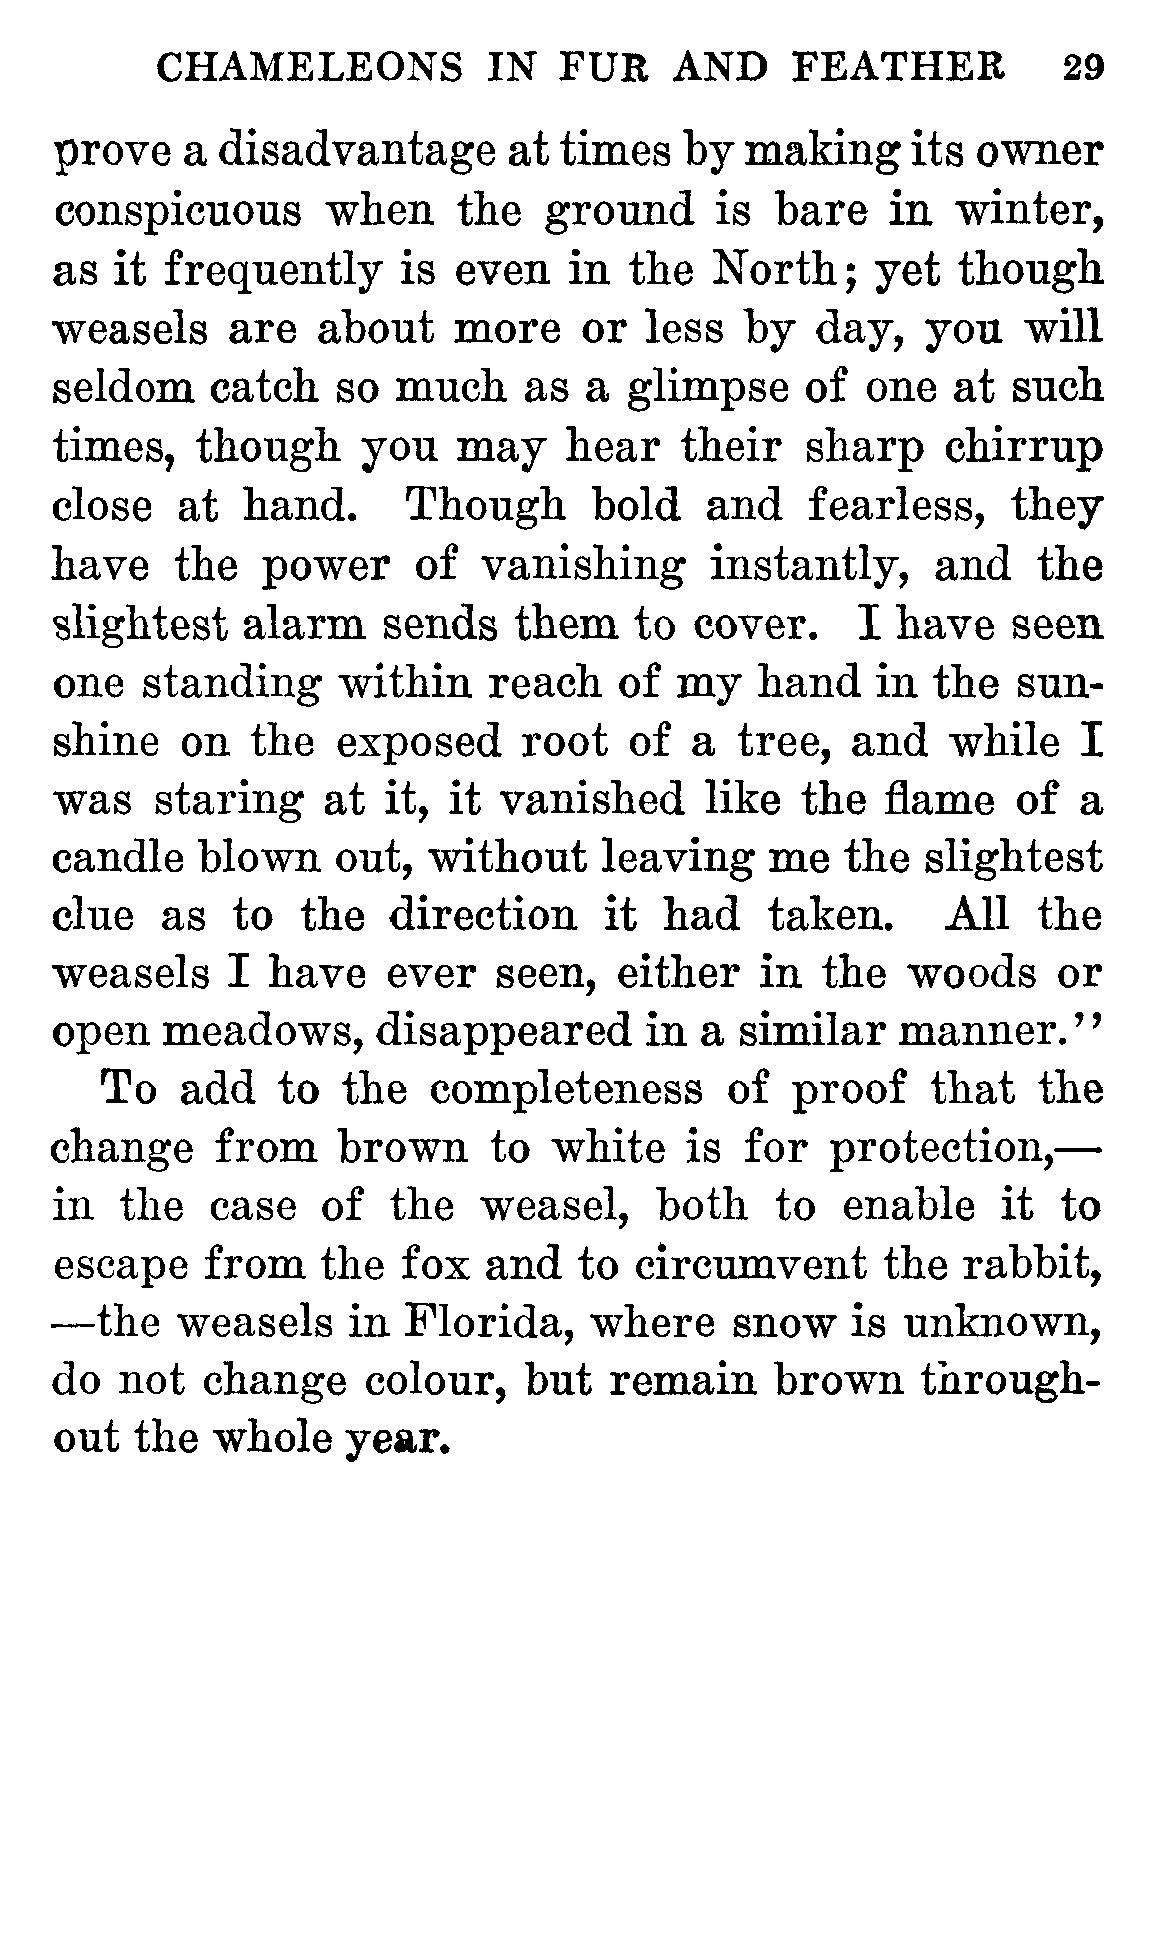 CHAMELEONS IN FUR AND FEATHER 29
prove a disadvantage at times by making its owner
conspicuous when the ground is bare in winter,
as it frequently is even in the North; yet though
weasels are about more or less by day, you will
seldom catch so much as a glimpse of one at such
times, though you may hear their sharp chirrup
close at hand. Though bold and fearless, they
have the power of vanishing instantly, and the
slightest alarm sends them to cover. I have seen
one standing within reach of my hand in the sun-
shine on the exposed root of a tree, and while I
was staring at it, it vanished like the flame of a
candle blown out, without leaving me the slightest
clue as to the direction it had taken. All the
weasels I have ever seen, either in the woods or
open meadows, disappeared in a similar manner.''
To add to the completeness of proof that the
change from brown to white is for protection,—
in the case of the weasel, both to enable it to
escape from the fox and to circumvent the rabbit,
—the weasels in Florida, where snow is unknown,
do not change colour, but remain brown through-
out the whole year.